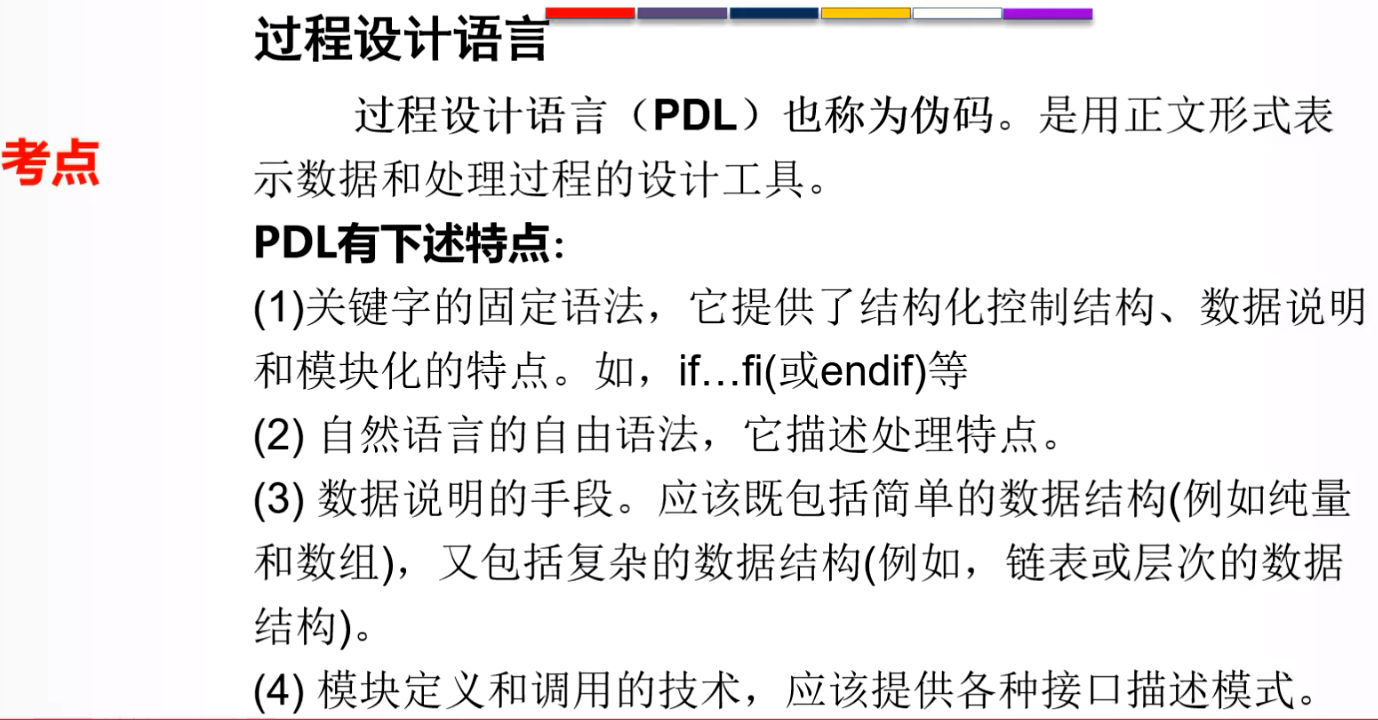 过程设计语言
过程设计语言（PDL）也称为伪码。是用正文形式表
考点
示数据和处理过程的设计工具。
PDL有下述特点:
(1)关键字的固定语法，它提供了结构化控制结构、数据说明
和模块化的特点。如，if…fi(或endif)等
(2) 自然语言的自由语法，它描述处理特点。
(3) 数据说明的手段。应该既包括简单的数据结构(例如纯量
和数组)，又包括复杂的数据结构(例如，链表或层次的数据
结构)。
(4) 模块定义和调用的技术，应该提供各种接口描述模式。